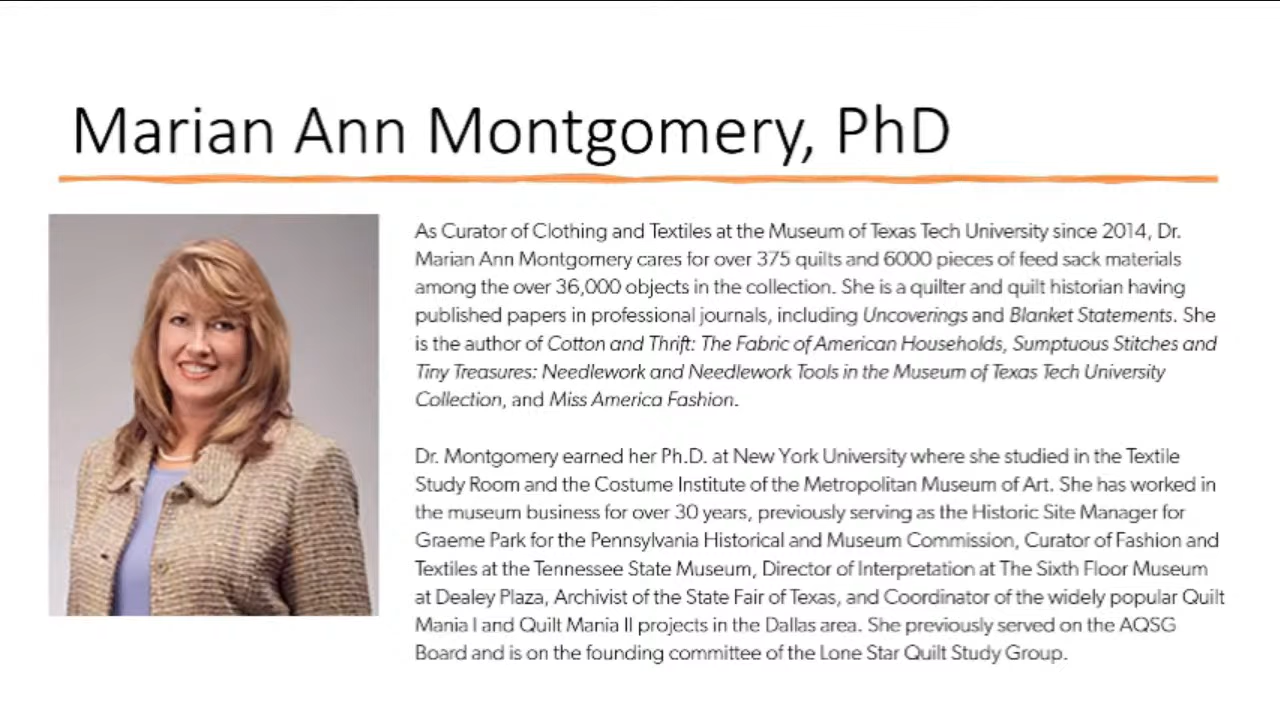 Marian Ann Montgomery, PhD
As Curator of Clothing and Textiles at the Museum of Texas Tech University since 2014, Dr.
Marian Ann Montgomery cares for over 375 quilts and 6000 pieces of feed sack materials
among the over 36,000 objects in the collection. She is a quilter and quilt historian having
published papers in professional journals, including Uncoverings and Blanket Statements. She
is the author of Cotton and Thrift: The Fabric of American Households, Sumptuous Stitches and
Tiny Treasures: Needlework and Needlework Tools in the Museum of Texas Tech University
Collection, and Miss America Fashion.
Dr. Montgomery earned her Ph.D. at New York University where she studied in the Textile
Study Room and the Costume Institute of the Metropolitan Museum of Art. She has worked in
the museum business for over 30 years, previously serving as the Historic Site Manager for
Graeme Park for the Pennsylvania Historical and Museum Commission, Curator of Fashion and
Textiles at the Tennessee State Museum, Director of Interpretation at The Sixth Floor Museum
at Dealey Plaza, Archivist of the State Fair of Texas, and Coordinator of the widely popular Quilt
Mania I and Quilt Mania II projects in the Dallas area. She previously served on the AQSG
Board and is on the founding committee of the Lone Star Quilt Study Group.